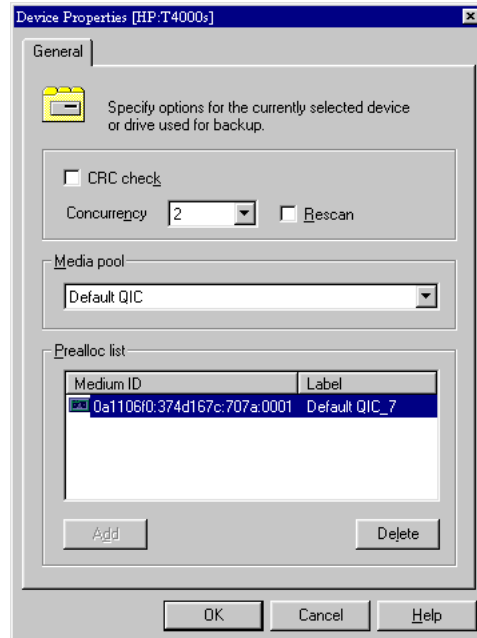 Device Properties [HP:T4000s]
General
Specify options for the currently selected device
or drive used for backup.
CRC check
Concurrency 2 Rescan
Media pool
Default QIC
Prealloc list
Medium ID Label
0a1106f0:374d167c:707a:0001 Default QIC_7
Add Delete
OK Cancel Help